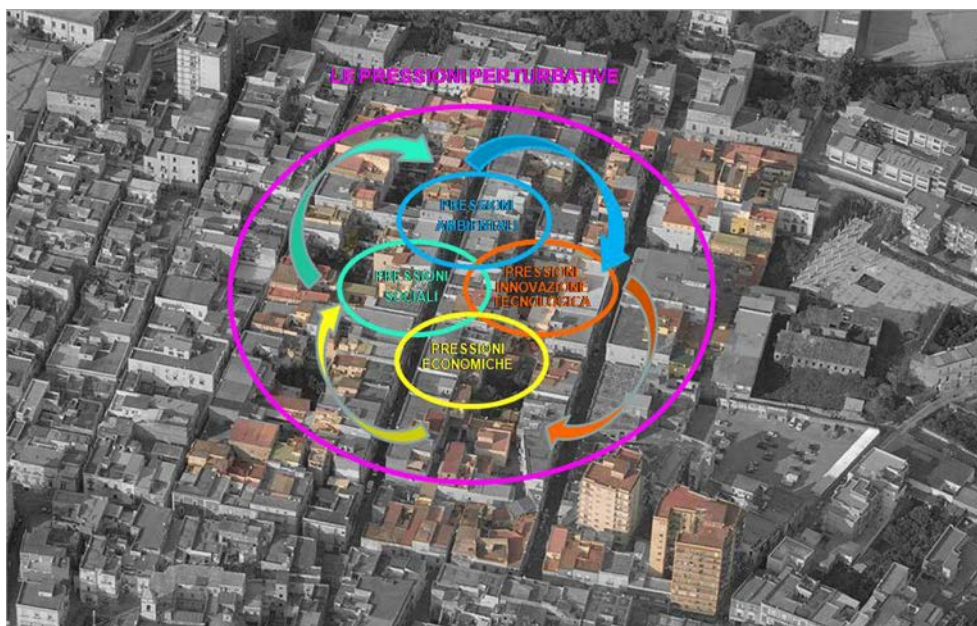 LE PRESSIONI PERTURBATIVE
PRESSIONI
AMBIENTALI
PRESSIONI
SOCIALI
PRESSIONI
INNOVAZIONE
TECNOLOGICA
PRESSIONI
ECONOMICHE